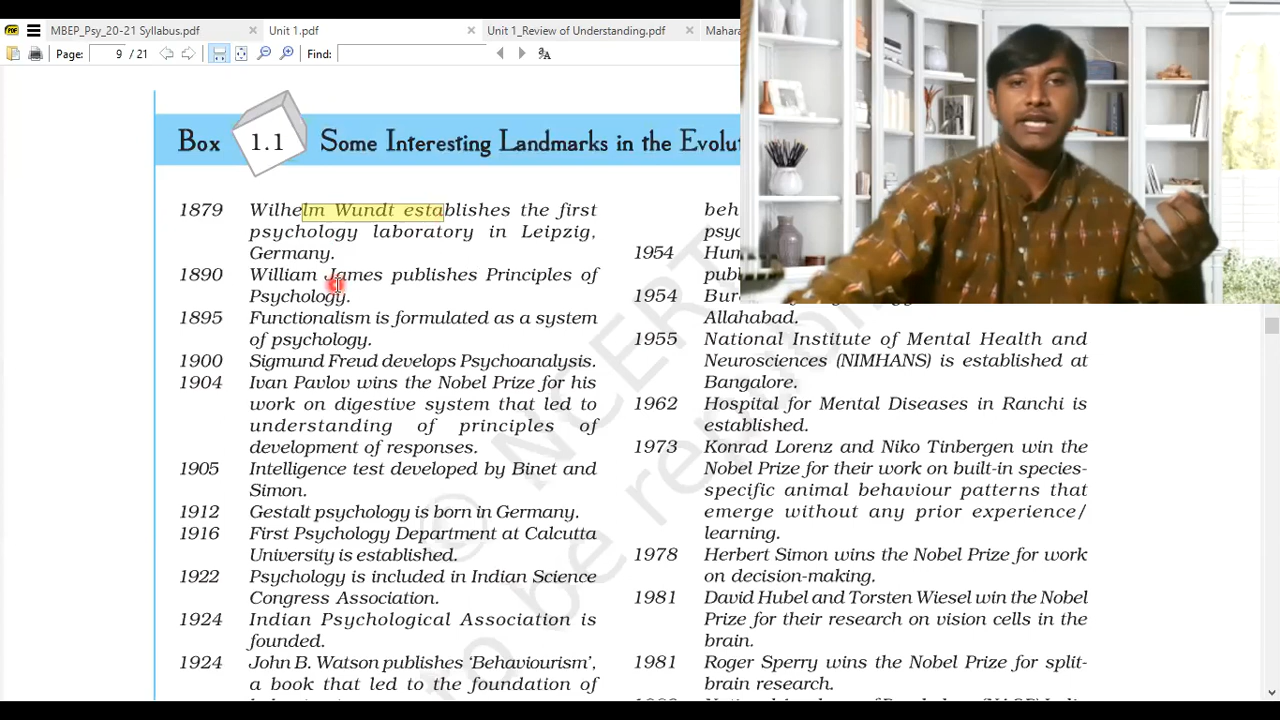 MBEP_Psy_20-21 Syllabus.pdf
Unit 1.pdf
Unit 1_Review of Understanding.pdf
Mahara
Page: 9 / 21
Find:
Box 1.1 Some Interesting Landmarks in the Evolut
1879 Wilhelm Wundt establishes the first
psychology laboratory in Leipzig,
Germany.
1890 William James publishes Principles of
Psychology.
1895 Functionalism is formulated as a system
of psychology.
1900 Sigmund Freud develops Psychoanalysis.
1904 Ivan Pavlov wins the Nobel Prize for his
work on digestive system that led to
understanding of principles of
development of responses.
1905 Intelligence test developed by Binet and
Simon.
1912 Gestalt psychology is born in Germany.
1916 First Psychology Department at Calcutta
University is established.
1922 Psychology is included in Indian Science
Congress Association.
1924 Indian Psychological Association is
founded.
1924 John B. Watson publishes ‘Behaviourism’,
a book that led to the foundation of
beh
psyc
1954 Hum
publ
1954 Bure
Allahabad.
1955 National Institute of Mental Health and
Neurosciences (NIMHANS) is established at
Bangalore.
1962 Hospital for Mental Diseases in Ranchi is
established.
1973 Konrad Lorenz and Niko Tinbergen win the
Nobel Prize for their work on built-in species-
specific animal behaviour patterns that
emerge without any prior experience/
learning.
1978 Herbert Simon wins the Nobel Prize for work
on decision-making.
1981 David Hubel and Torsten Wiesel win the Nobel
Prize for their research on vision cells in the
brain.
1981 Roger Sperry wins the Nobel Prize for split-
brain research.
© NCERT
to be repr